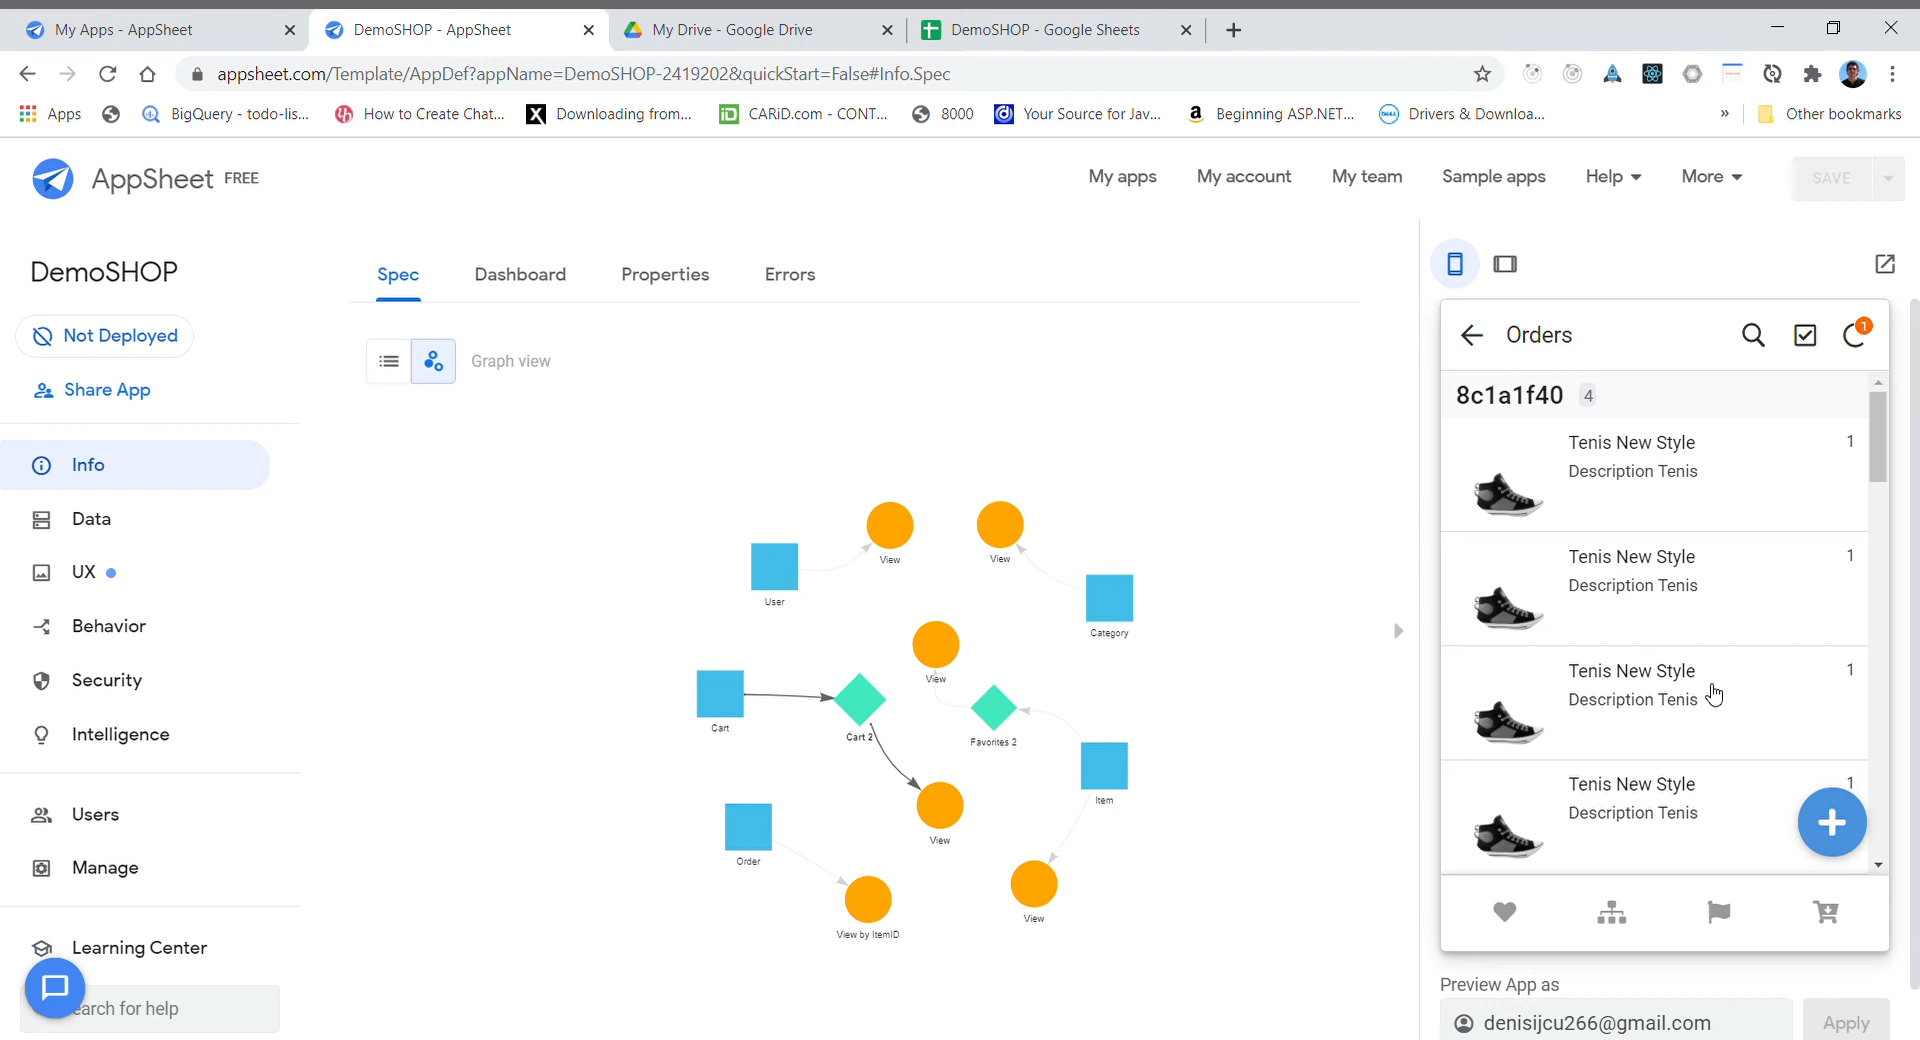 My Apps - AppSheet
DemoSHOP - AppSheet
My Drive - Google Drive
DemoSHOP - Google Sheets
appsheet.com/Template/AppDef?appName=DemoSHOP-2419202&quickStart=False#Info.Spec
Apps
BigQuery - todo-lis...
How to Create Chat...
Downloading from...
CARiD.com - CONT...
8000
Your Source for Jav...
Beginning ASP.NET...
Drivers & Downloa...
»
Other bookmarks
AppSheet FREE
My apps
My account
My team
Sample apps
Help
More
SAVE
DemoSHOP
Not Deployed
Share App
Info
Data
UX
Behavior
Security
Intelligence
Users
Manage
Learning Center
earch for help
Spec
Dashboard
Properties
Errors
Graph view
View
View
User
Category
View
Cart
Cart 2
Favorites 2
Item
View
Order
View
View by ItemID
Orders
1
8c1a1f40 4
Tenis New Style 1
Description Tenis
Tenis New Style 1
Description Tenis
Tenis New Style 1
Description Tenis
Tenis New Style 1
Description Tenis
Preview App as
denisijcu266@gmail.com
Apply